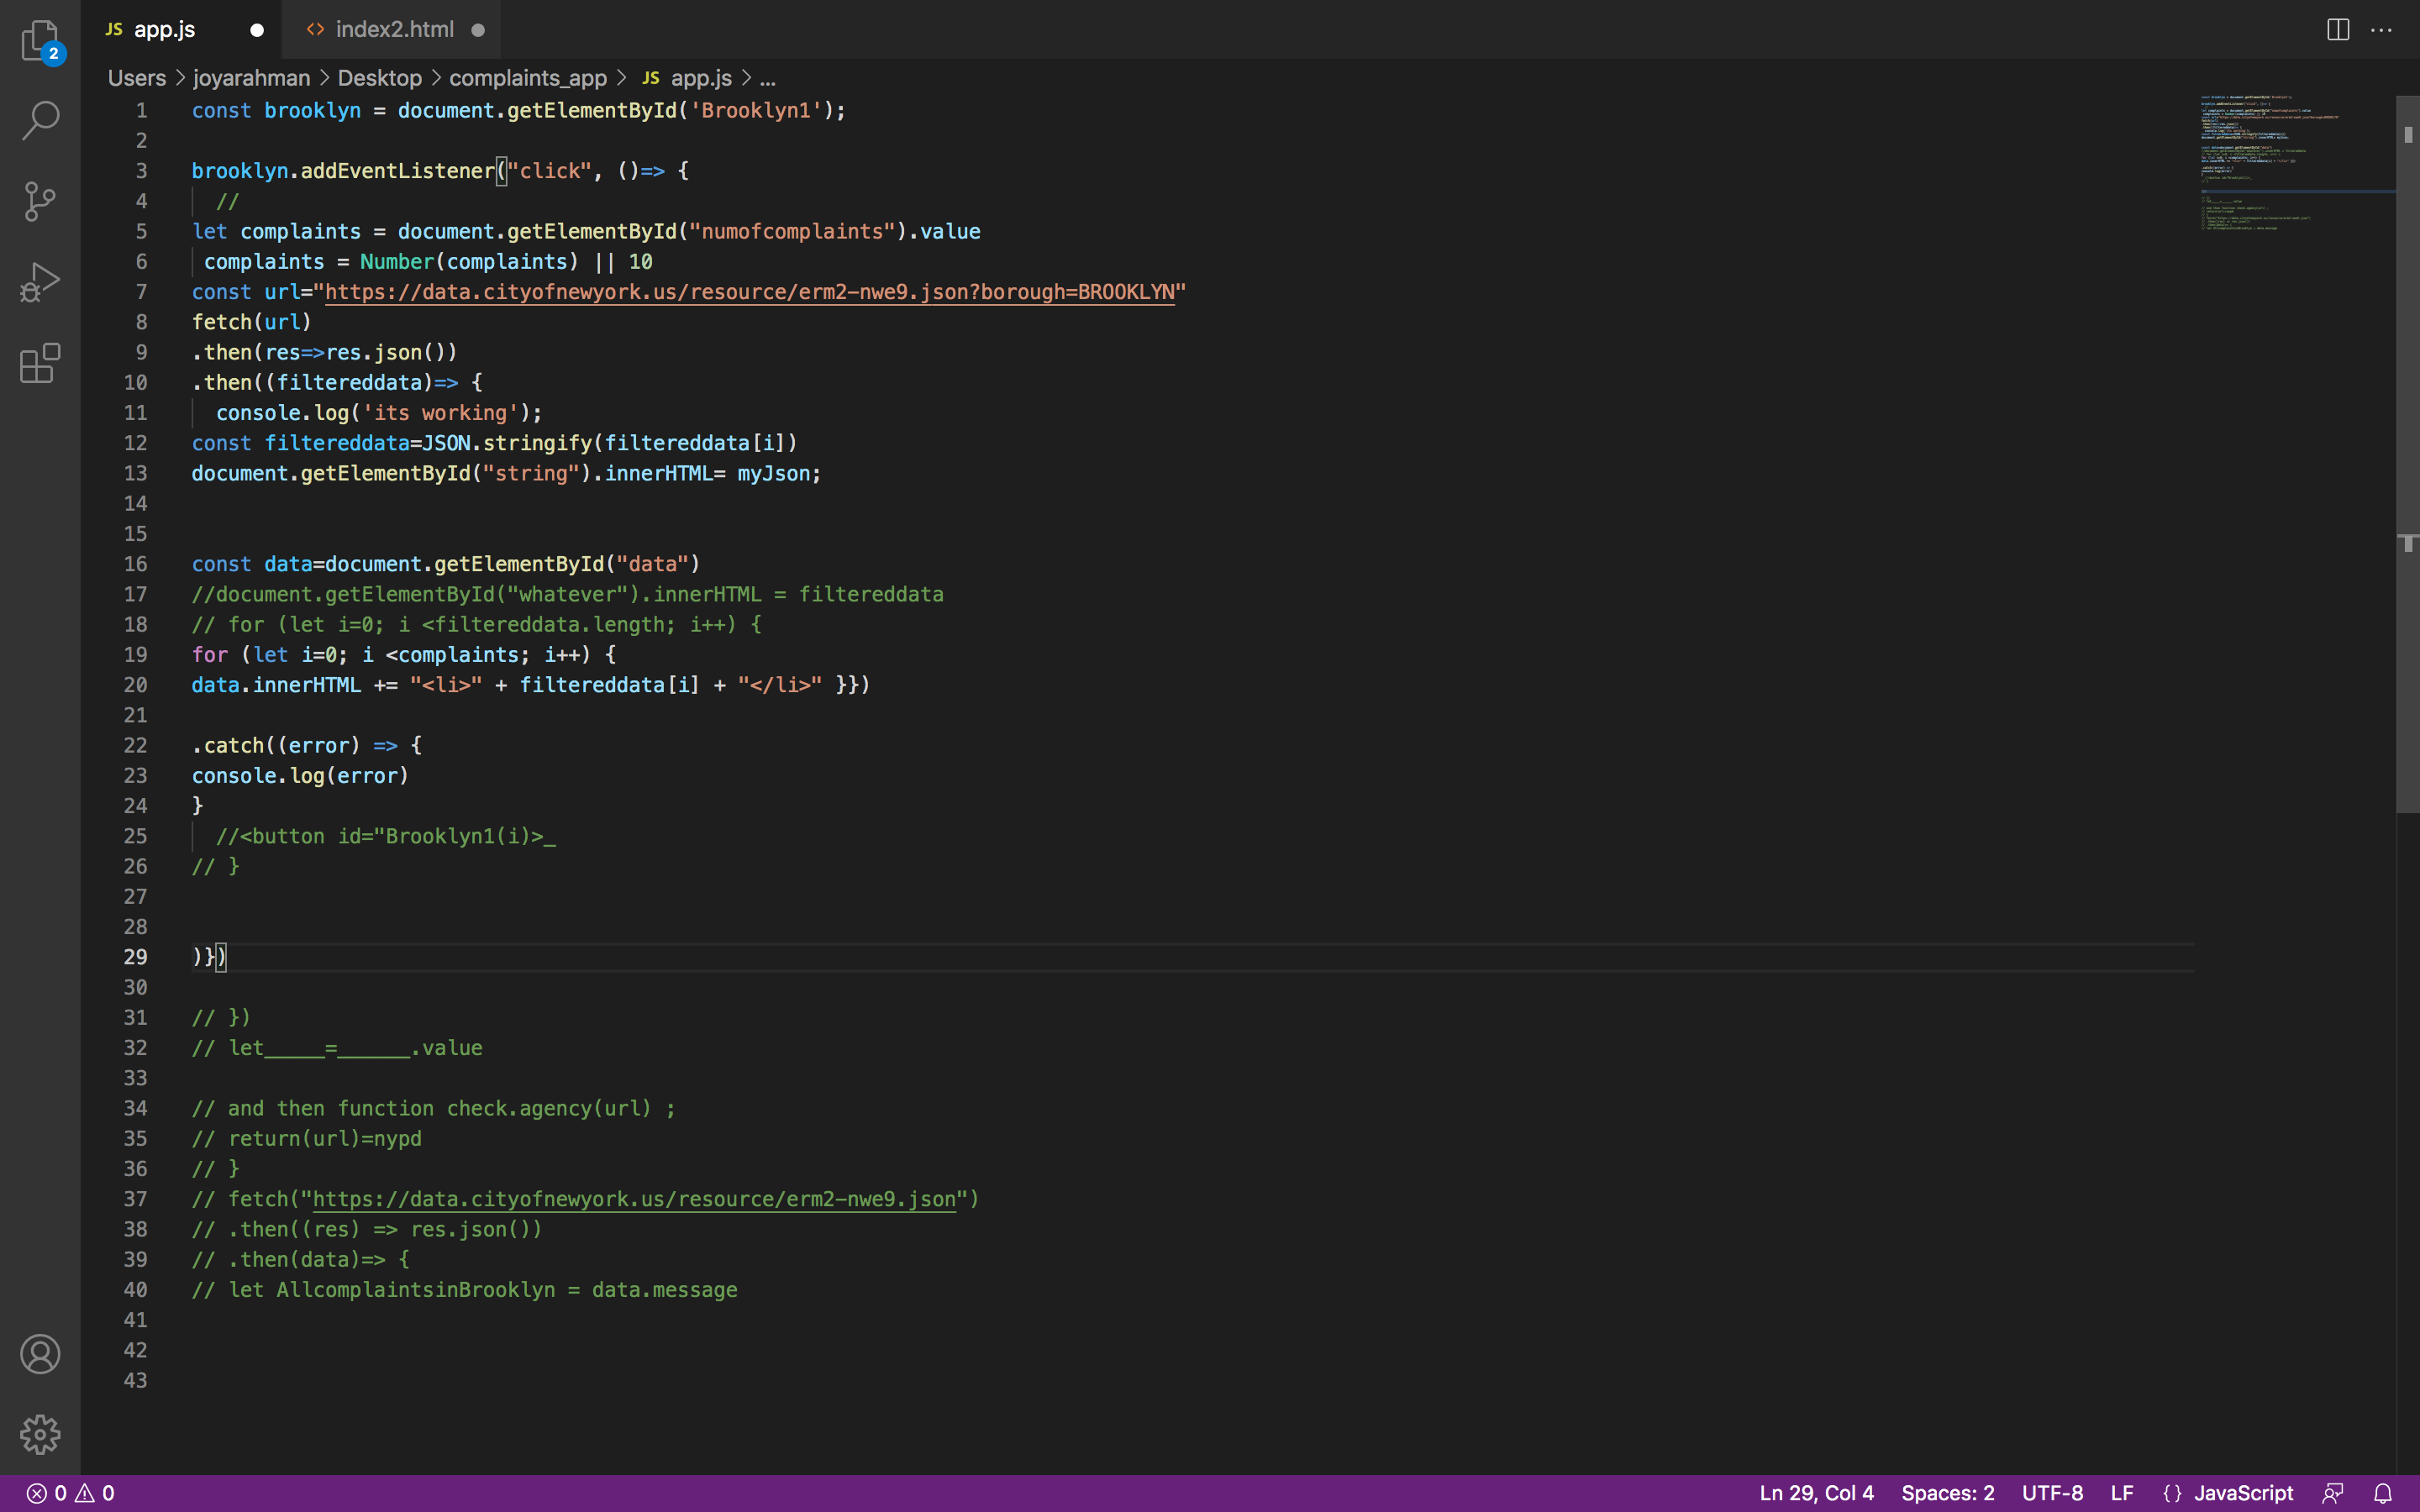 JS app.js
<> index2.html
2
Users > joyarahman > Desktop > complaints_app > JS app.js > ...
1 const brooklyn = document.getElementById('Brooklyn1');
2
3 brooklyn.addEventListener("click", ()=> {
4 //
5 let complaints = document.getElementById("numofcomplaints").value
6 complaints = Number(complaints) || 10
7 const url="https://data.cityofnewyork.us/resource/erm2-nwe9.json?borough=BROOKLYN"
8 fetch(url)
9 .then(res=>res.json())
10 .then((filtereddata)=> {
11 console.log('its working');
12 const filtereddata=JSON.stringify(filtereddata[i])
13 document.getElementById("string").innerHTML= myJson;
14
15
16 const data=document.getElementById("data")
17 //document.getElementById("whatever").innerHTML = filtereddata
18 // for (let i=0; i <filtereddata.length; i++) {
19 for (let i=0; i <complaints; i++) {
20 data.innerHTML += "<li>" + filtereddata[i] + "</li>" }})
21
22 .catch((error) => {
23 console.log(error)
24 }
25 //<button id="Brooklyn1(i)>_
26 // }
27
28
29 )})
30
31 // })
32 // let_____=______.value
33
34 // and then function check.agency(url) ;
35 // return(url)=nypd
36 // }
37 // fetch("https://data.cityofnewyork.us/resource/erm2-nwe9.json")
38 // .then((res) => res.json())
39 // .then(data)=> {
40 // let AllcomplaintsinBrooklyn = data.message
41
42
43
0 0 Ln 29, Col 4 Spaces: 2 UTF-8 LF {} JavaScript